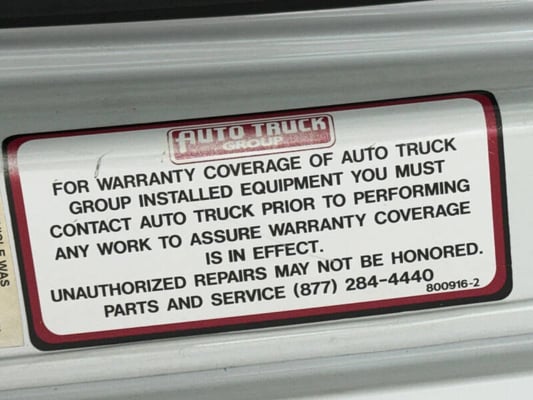 AUTO TRUCK
GROUP
FOR WARRANTY COVERAGE OF AUTO TRUCK
GROUP INSTALLED EQUIPMENT YOU MUST
CONTACT AUTO TRUCK PRIOR TO PERFORMING
ANY WORK TO ASSURE WARRANTY COVERAGE
IS IN EFFECT.
UNAUTHORIZED REPAIRS MAY NOT BE HONORED.
PARTS AND SERVICE (877) 284-4440
800916-2
WAS